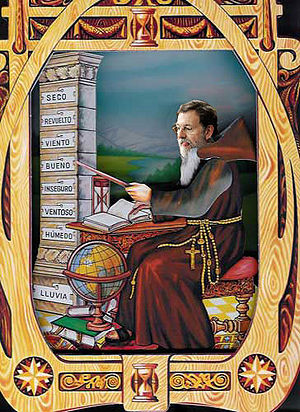 SECO
REVUELTO
VIENTO
BUENO
INSEGURO
VENTOSO
HÚMEDO
LLUVIA